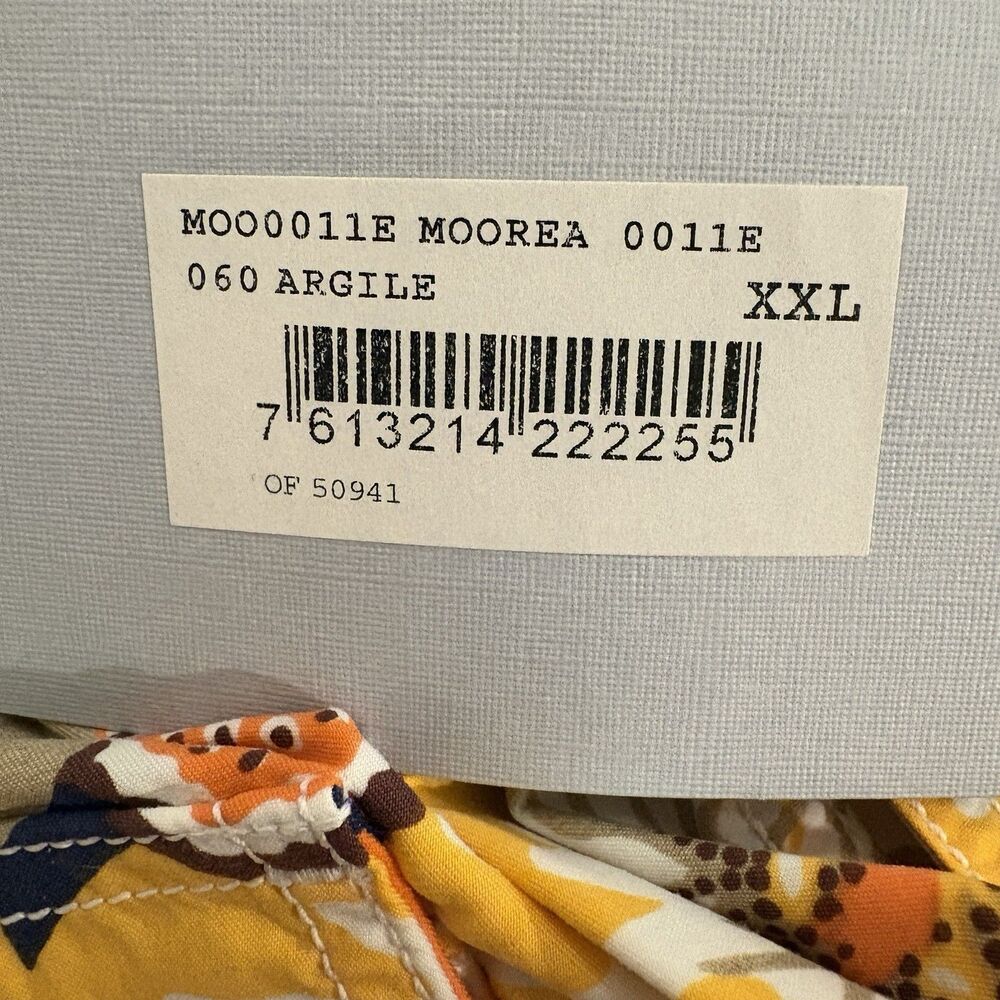 MOO0011E MOOREA 0011E
060 ARGILE
XXL
7 613214 222255
OF 50941